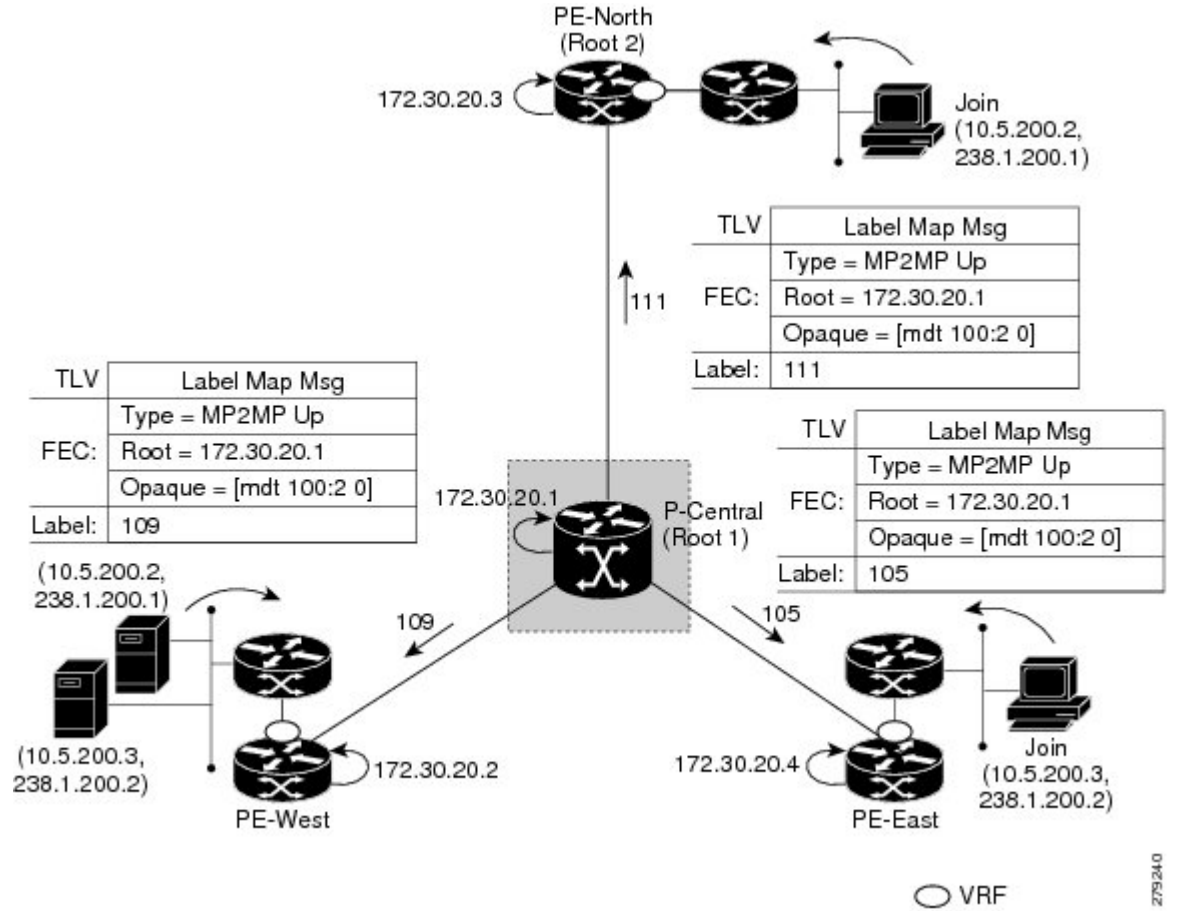 PE-North
(Root 2)
172.30.20.3
Join
(10.5.200.2,
238.1.200.1)
TLV Label Map Msg
Type = MP2MP Up
FEC: Root = 172.30.20.1
Opaque = [mdt 100:2 0]
Label: 111
111
TLV Label Map Msg
Type = MP2MP Up
FEC: Root = 172.30.20.1
Opaque = [mdt 100:2 0]
Label: 109
TLV Label Map Msg
Type = MP2MP Up
FEC: Root = 172.30.20.1
Opaque = [mdt 100:2 0]
Label: 105
172.30.20.1
P-Central
(Root 1)
(10.5.200.2,
238.1.200.1)
109
105
(10.5.200.3,
238.1.200.2)
172.30.20.2
PE-West
172.30.20.4
PE-East
Join
(10.5.200.3,
238.1.200.2)
VRF
279240